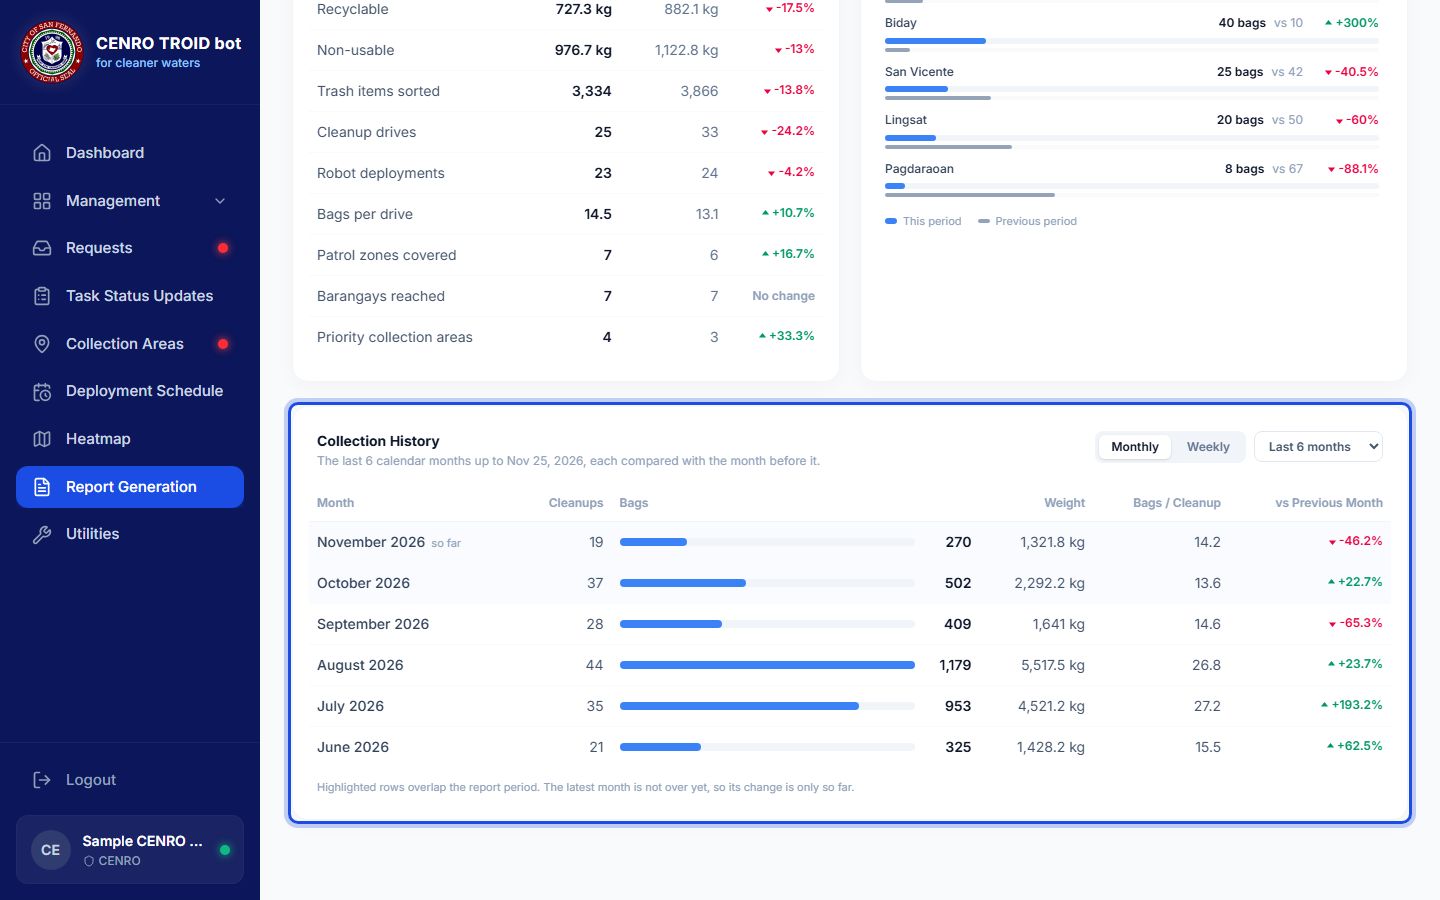 CITY OF SAN FERNANDO
OFFICIAL SEAL
CENRO TROID bot
for cleaner waters
Dashboard
Management
Requests
Task Status Updates
Collection Areas
Deployment Schedule
Heatmap
Report Generation
Utilities
Logout
CE
Sample CENRO ...
CENRO
Recyclable 727.3 kg 882.1 kg -17.5%
Non-usable 976.7 kg 1,122.8 kg -13%
Trash items sorted 3,334 3,866 -13.8%
Cleanup drives 25 33 -24.2%
Robot deployments 23 24 -4.2%
Bags per drive 14.5 13.1 +10.7%
Patrol zones covered 7 6 +16.7%
Barangays reached 7 7 No change
Priority collection areas 4 3 +33.3%
Biday 40 bags vs 10 +300%
San Vicente 25 bags vs 42 -40.5%
Lingsat 20 bags vs 50 -60%
Pagdaraoan 8 bags vs 67 -88.1%
This period Previous period
Collection History
The last 6 calendar months up to Nov 25, 2026, each compared with the month before it.
Monthly Weekly Last 6 months
Month Cleanups Bags Weight Bags / Cleanup vs Previous Month
November 2026 so far 19 270 1,321.8 kg 14.2 -46.2%
October 2026 37 502 2,292.2 kg 13.6 +22.7%
September 2026 28 409 1,641 kg 14.6 -65.3%
August 2026 44 1,179 5,517.5 kg 26.8 +23.7%
July 2026 35 953 4,521.2 kg 27.2 +193.2%
June 2026 21 325 1,428.2 kg 15.5 +62.5%
Highlighted rows overlap the report period. The latest month is not over yet, so its change is only so far.